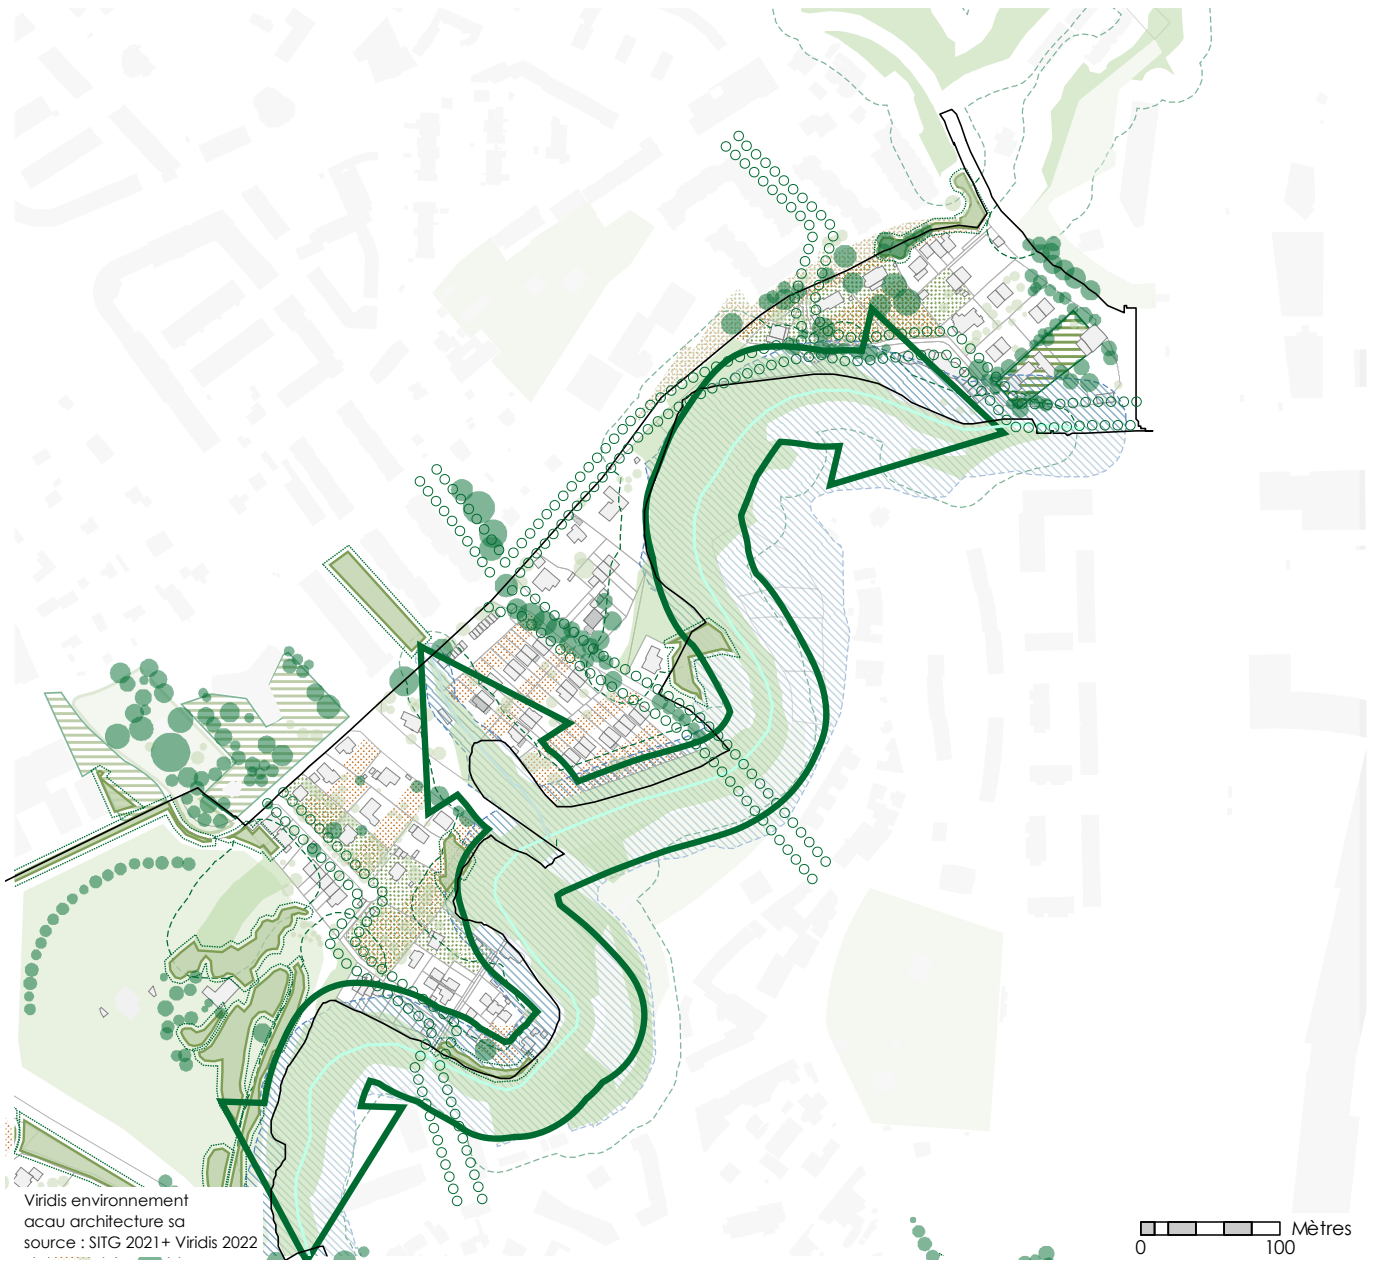 Viridis environnement
acau architecture sa
source : SITG 2021+ Viridis 2022
Mètres
0 100